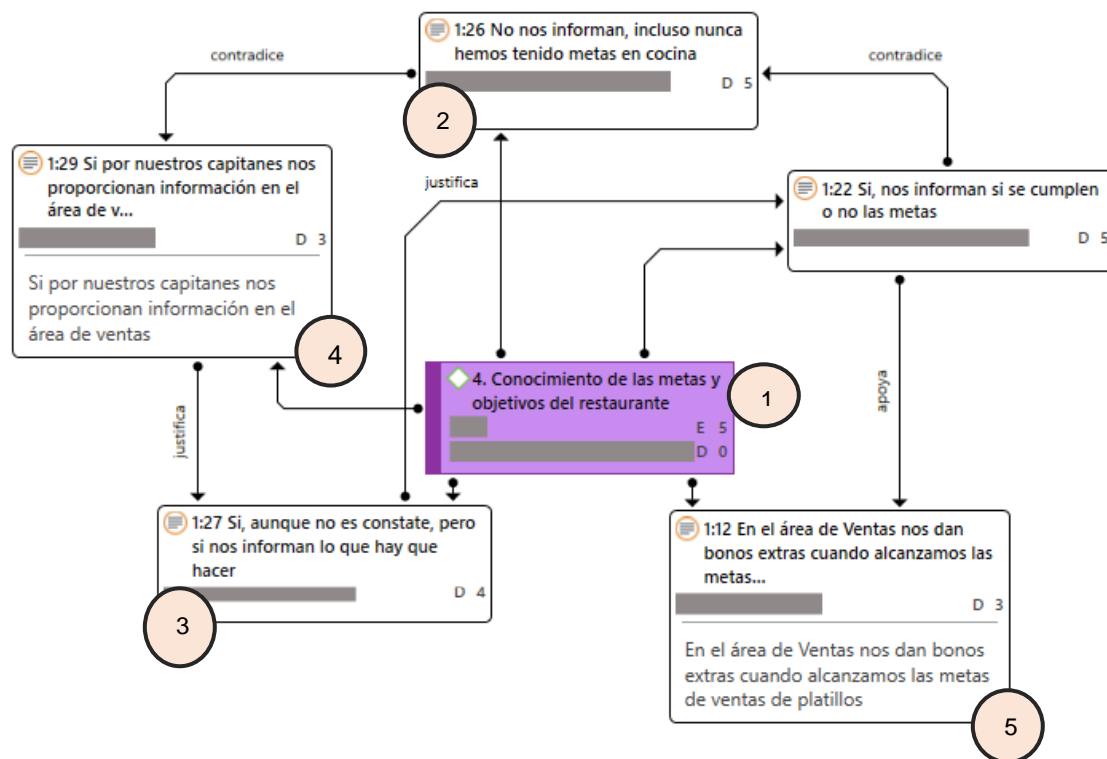 1:26 No nos informan, incluso nunca
hemos tenido metas en cocina
D 5
2
contradice
contradice
1:29 Si por nuestros capitanes nos
proporcionan información en el
área de v...
D 3
Si por nuestros capitanes nos
proporcionan información en el
área de ventas
4
justifica
1:22 Si, nos informan si se cumplen
o no las metas
D 5
4. Conocimiento de las metas y
objetivos del restaurante
E 5
D 0
1
justifica
apoya
1:27 Si, aunque no es constate, pero
si nos informan lo que hay que
hacer
D 4
3
1:12 En el área de Ventas nos dan
bonos extras cuando alcanzamos las
metas...
D 3
En el área de Ventas nos dan bonos
extras cuando alcanzamos las metas
de ventas de platillos
5